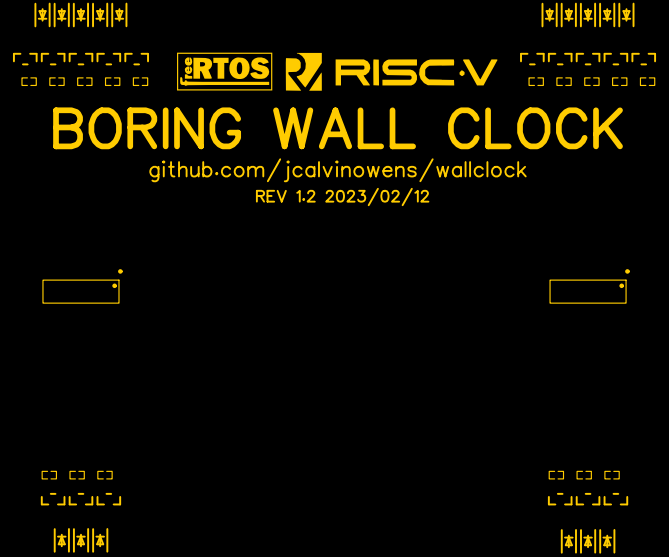 freeRTOS RISC-V
BORING WALL CLOCK
github.com/jcalvinowens/wallclock
REV 1.2 2023/02/12